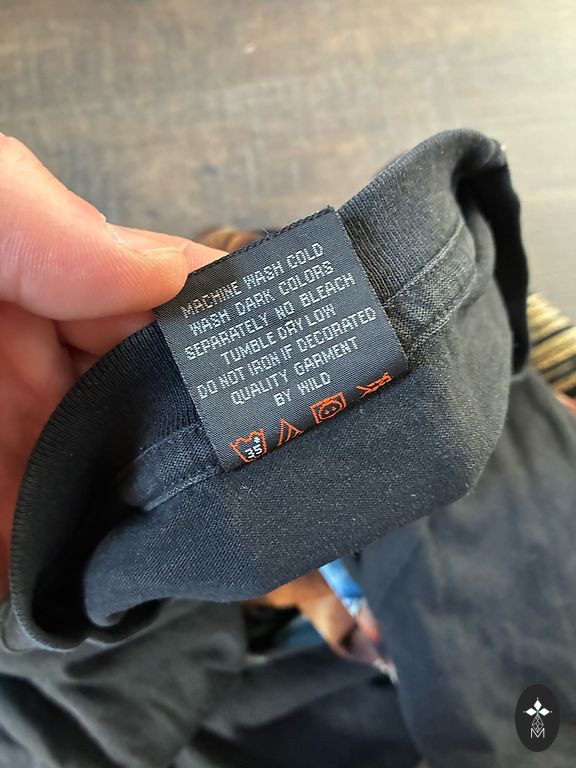 MACHINE WASH COLD
WASH DARK COLORS
SEPARATELY NO BLEACH
TUMBLE DRY LOW
DO NOT IRON IF DECORATED
QUALITY GARMENT
BY WILD
35°
M